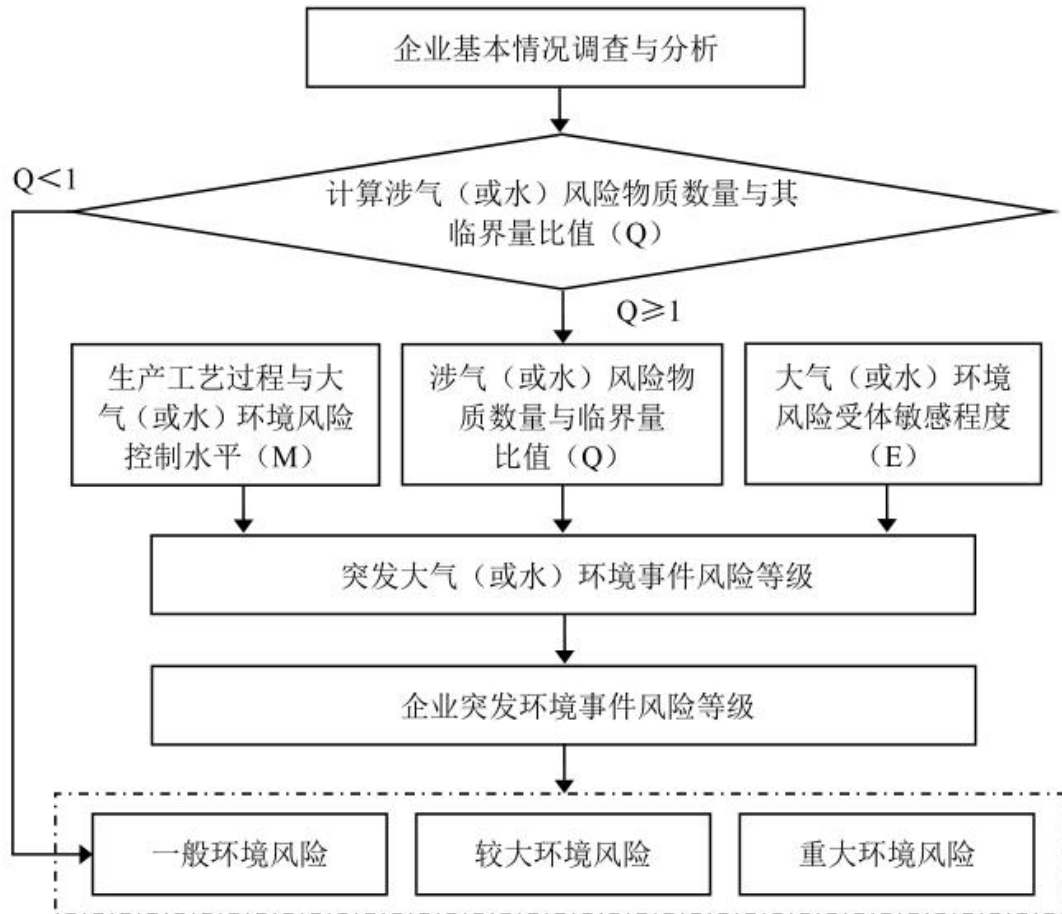 企业基本情况调查与分析
Q＜1
计算涉气（或水）风险物质数量与其
临界量比值（Q）
Q≥1
生产工艺过程与大
气（或水）环境风险
控制水平（M）
涉气（或水）风险物
质数量与临界量
比值（Q）
大气（或水）环境
风险受体敏感程度
（E）
突发大气（或水）环境事件风险等级
企业突发环境事件风险等级
一般环境风险
较大环境风险
重大环境风险